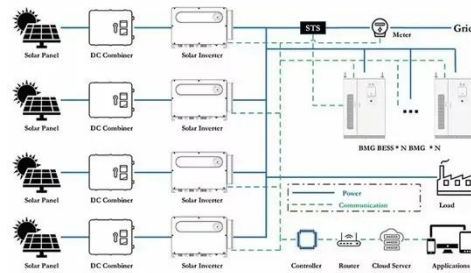 STS
Meter
Grid
Solar Panel
DC Combiner
Solar Inverter
Solar Panel
DC Combiner
Solar Inverter
BMG BESS * N BMG * N
Solar Panel
DC Combiner
Solar Inverter
Power
Communication
Load
Solar Panel
DC Combiner
Solar Inverter
Controller
Router
Cloud Server
Applications